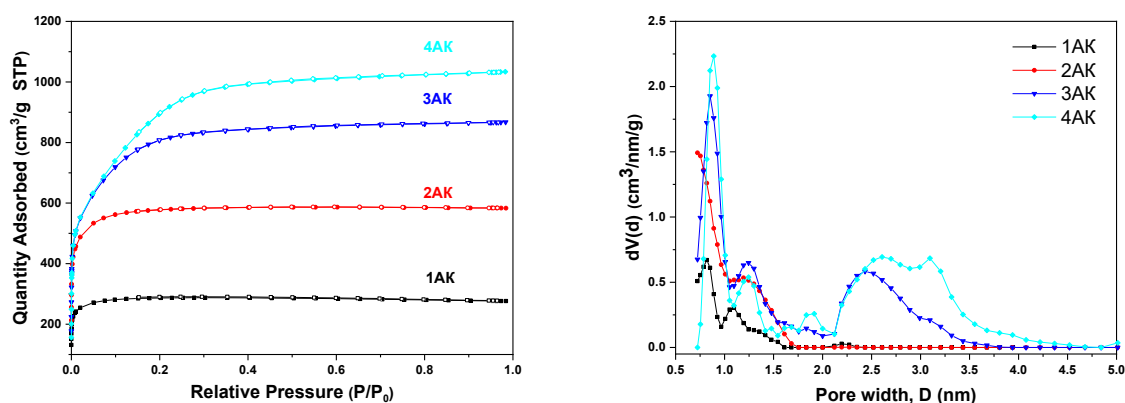 1200
1000
800
600
400
200
Quantity Adsorbed (cm³/g STP)
4AK
3AK
2AK
1AK
0.0 0.2 0.4 0.6 0.8 1.0
Relative Pressure (P/P₀)
2.5
2.0
1.5
1.0
0.5
0.0
dV(d) (cm³/nm/g)
1AK
2AK
3AK
4AK
0.5 1.0 1.5 2.0 2.5 3.0 3.5 4.0 4.5 5.0
Pore width, D (nm)